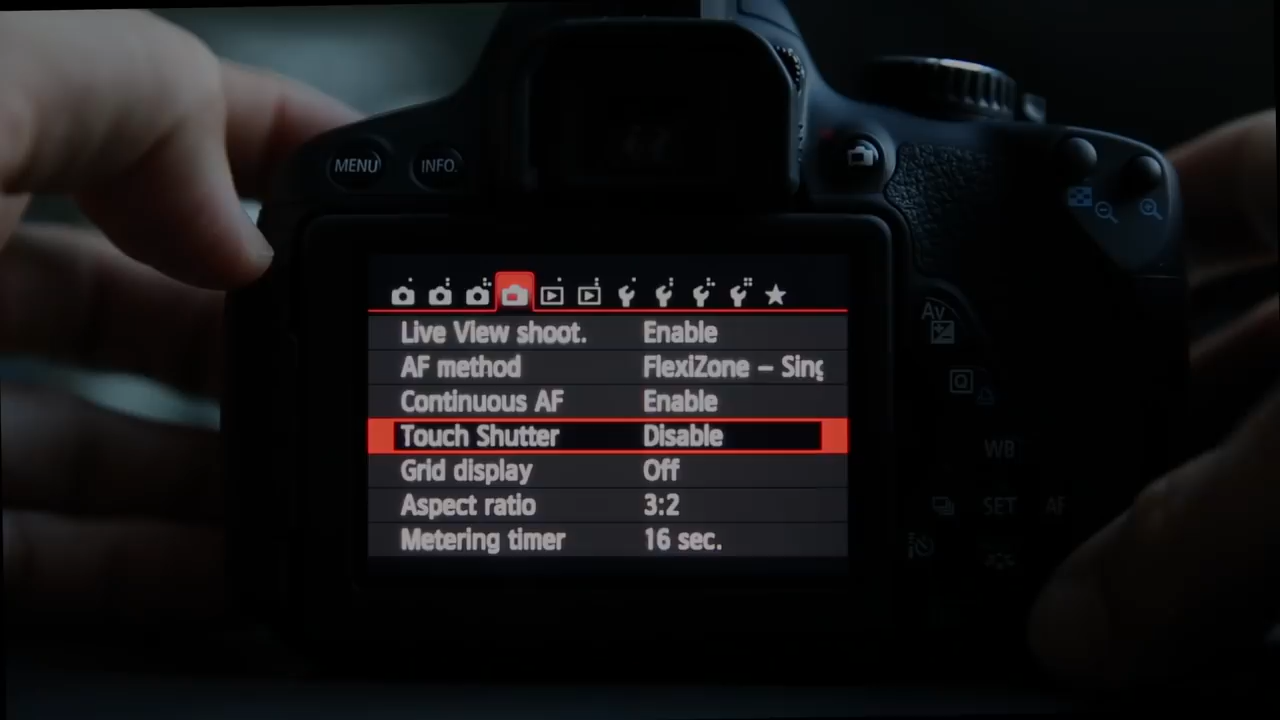 MENU INFO.
Live View shoot. Enable
AF method FlexiZone – Sing
Continuous AF Enable
Touch Shutter Disable
Grid display Off
Aspect ratio 3:2
Metering timer 16 sec.
Av
Q
WB
SET AF